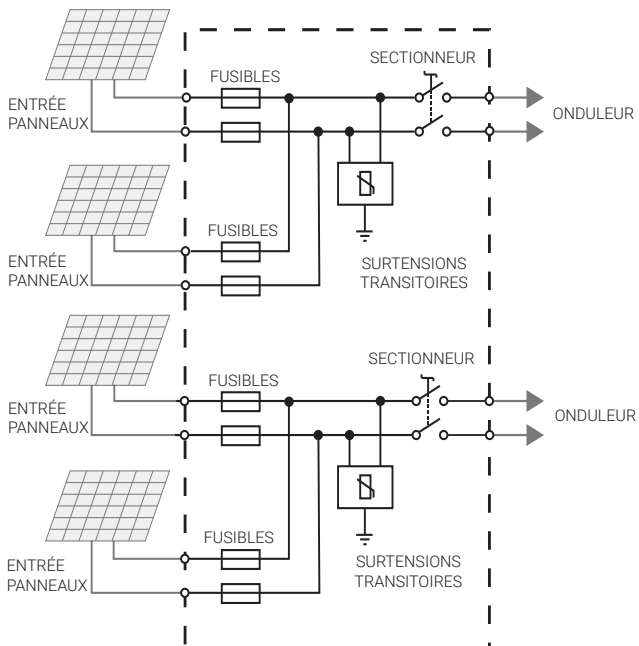 SECTIONNEUR
FUSIBLES
ENTRÉE
PANNEAUX
ONDULEUR
FUSIBLES
ENTRÉE
PANNEAUX
SURTENSIONS
TRANSITOIRES
SECTIONNEUR
FUSIBLES
ENTRÉE
PANNEAUX
ONDULEUR
FUSIBLES
ENTRÉE
PANNEAUX
SURTENSIONS
TRANSITOIRES